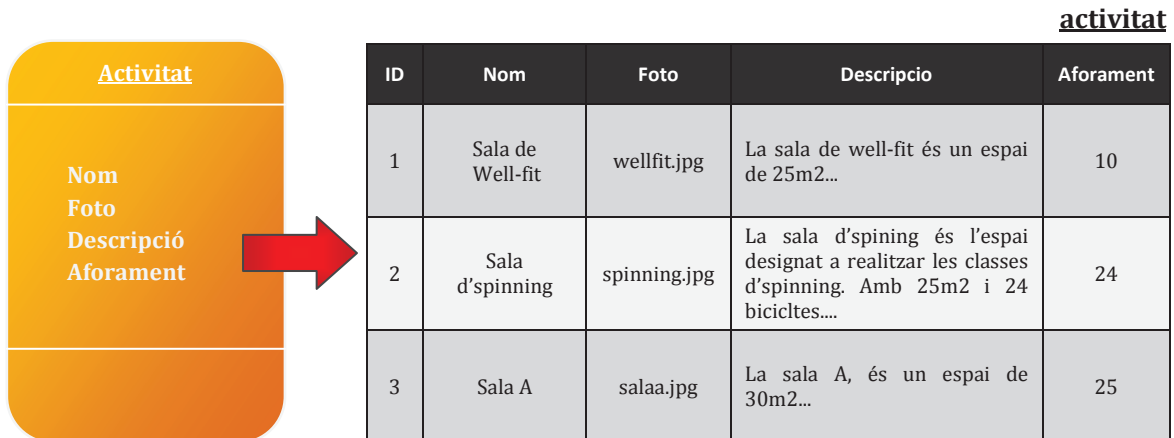 activitat
Activitat
Nom
Foto
Descripció
Aforament
ID Nom Foto Descripcio Aforament
1 Sala de Well-fit wellfit.jpg La sala de well-fit és un espai de 25m2... 10
2 Sala d’spinning spinning.jpg La sala d’spining és l’espai designat a realitzar les classes d’spinning. Amb 25m2 i 24 bicicltes.... 24
3 Sala A salaa.jpg La sala A, és un espai de 30m2... 25